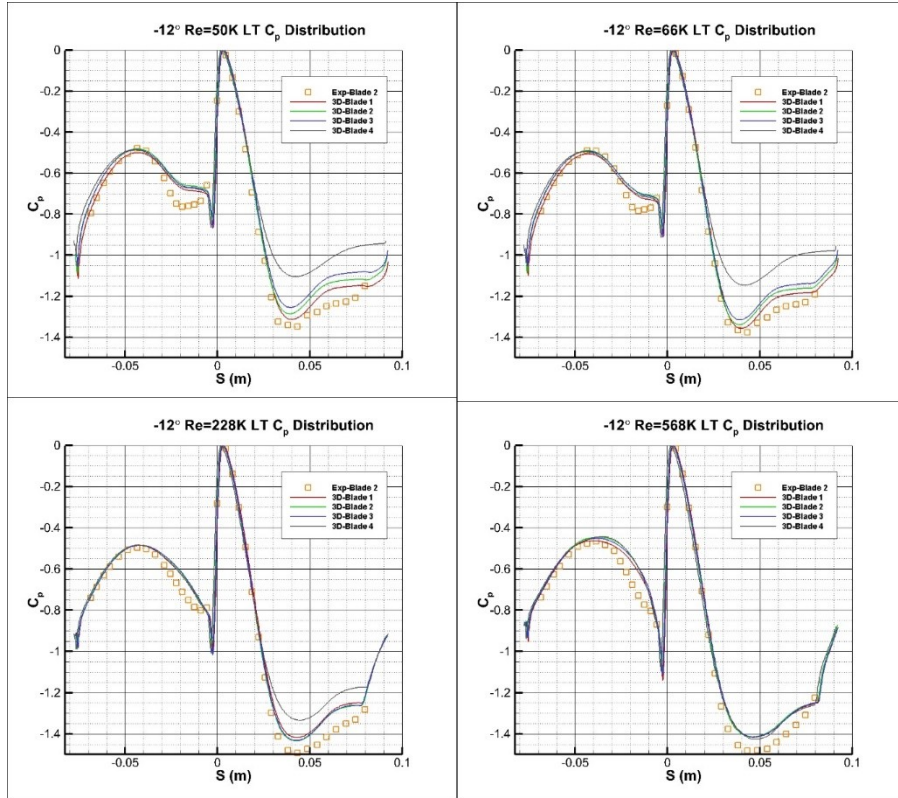 -12° Re=50K LT Cp Distribution
0
-0.2
-0.4
-0.6
-0.8
-1
-1.2
-1.4
Cp
-0.05
0
0.05
0.1
S (m)
Exp-Blade 2
3D-Blade 1
3D-Blade 2
3D-Blade 3
3D-Blade 4
-12° Re=66K LT Cp Distribution
0
-0.2
-0.4
-0.6
-0.8
-1
-1.2
-1.4
Cp
-0.05
0
0.05
0.1
S (m)
Exp-Blade 2
3D-Blade 1
3D-Blade 2
3D-Blade 3
3D-Blade 4
-12° Re=228K LT Cp Distribution
0
-0.2
-0.4
-0.6
-0.8
-1
-1.2
-1.4
Cp
-0.05
0
0.05
0.1
S (m)
Exp-Blade 2
3D-Blade 1
3D-Blade 2
3D-Blade 3
3D-Blade 4
-12° Re=568K LT Cp Distribution
0
-0.2
-0.4
-0.6
-0.8
-1
-1.2
-1.4
Cp
-0.05
0
0.05
0.1
S (m)
Exp-Blade 2
3D-Blade 1
3D-Blade 2
3D-Blade 3
3D-Blade 4